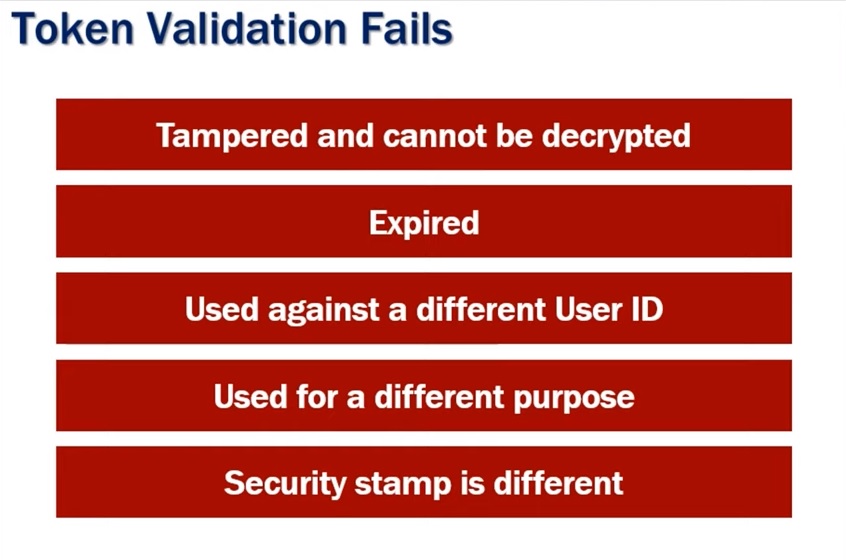 Token Validation Fails
Tampered and cannot be decrypted
Expired
Used against a different User ID
Used for a different purpose
Security stamp is different